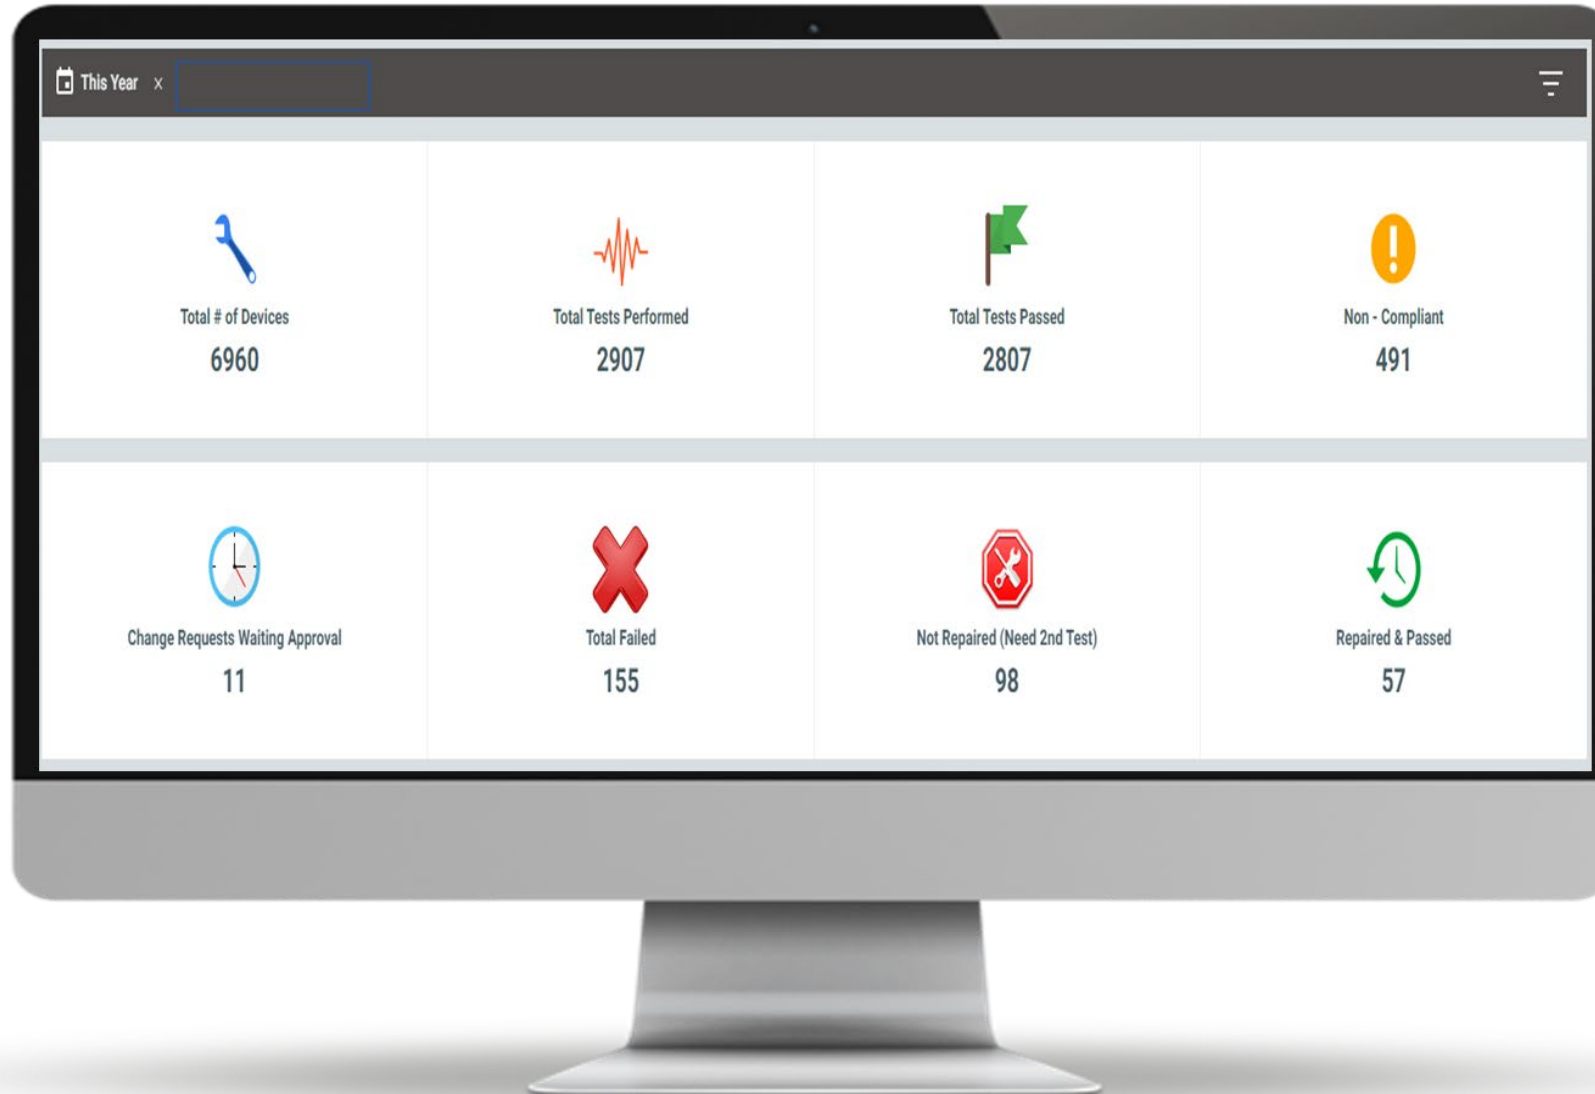 This Year x
Total # of Devices
6960
Total Tests Performed
2907
Total Tests Passed
2807
Non - Compliant
491
Change Requests Waiting Approval
11
Total Failed
155
Not Repaired (Need 2nd Test)
98
Repaired & Passed
57